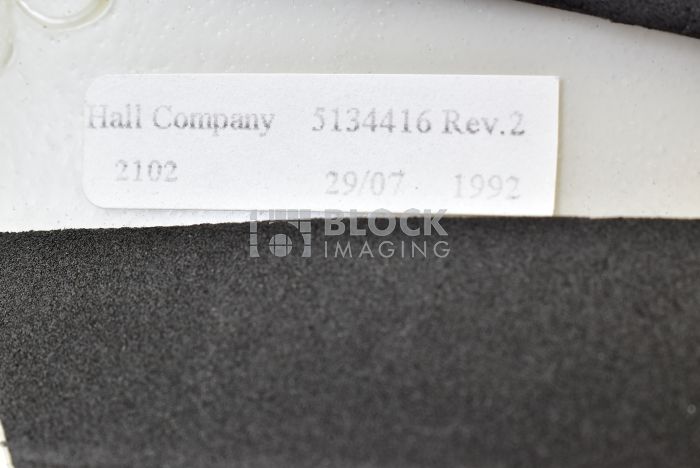 Hall Company 5134416 Rev.2
2102 29/07 1992
BLOCK
IMAGING